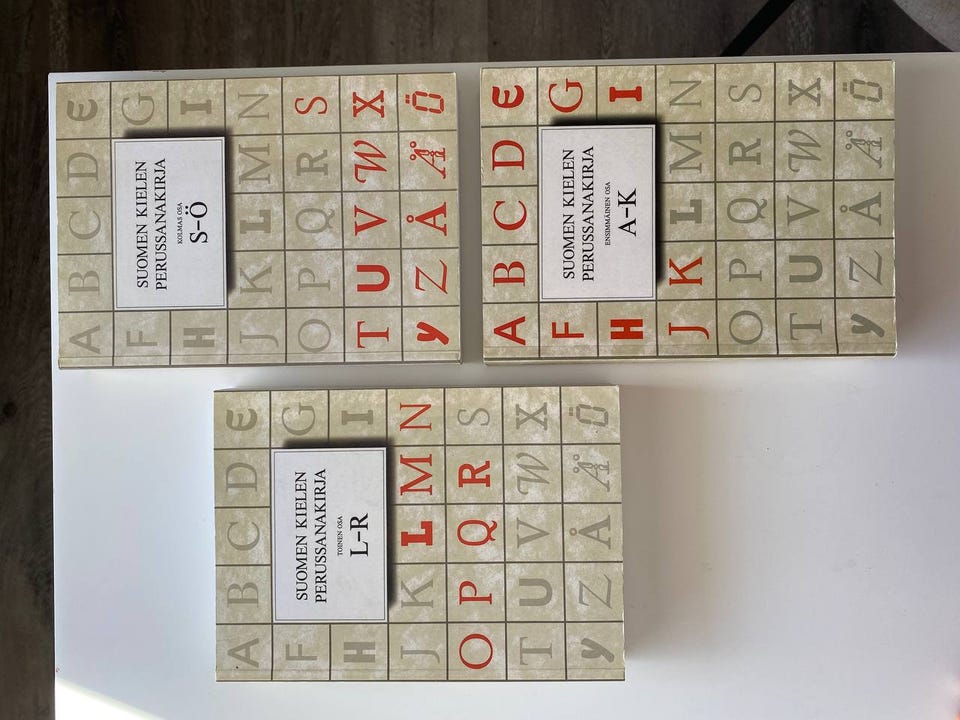 A B C D E
F G
SUOMEN KIELEN
PERUSSANAKIRJA
KOLMAS OSA
S–Ö
H I
J K L M N
O P Q R S
T U V W X
Y Z Å Ä Ö
A B C D E
F G
SUOMEN KIELEN
PERUSSANAKIRJA
TOINEN OSA
L–R
H I
J K L M N
O P Q R S
T U V W X
Y Z Å Ä Ö
A B C D E
F G
SUOMEN KIELEN
PERUSSANAKIRJA
ENSIMMÄINEN OSA
A–K
H I
J K L M N
O P Q R S
T U V W X
Y Z Å Ä Ö